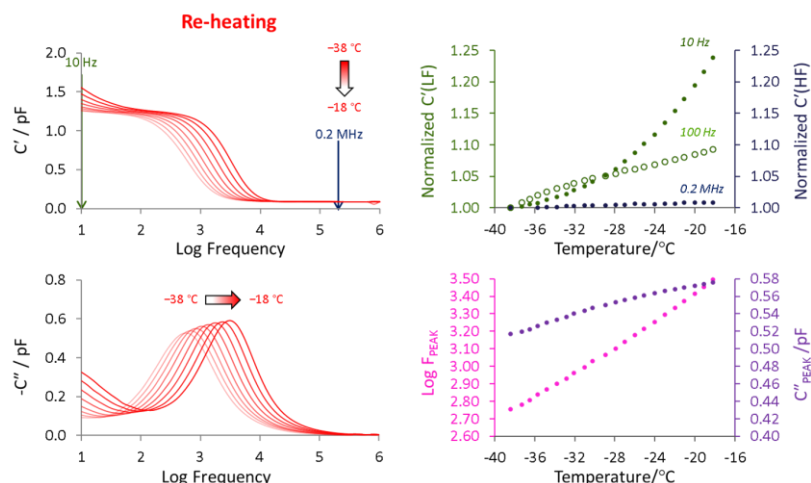 Re-heating
2.0
1.5
1.0
0.5
0.0
C′ / pF
10 Hz
−38 °C
−18 °C
0.2 MHz
1 2 3 4 5 6
Log Frequency
1.25
1.20
1.15
1.10
1.05
1.00
Normalized C′(LF)
10 Hz
100 Hz
0.2 MHz
1.25
1.20
1.15
1.10
1.05
1.00
Normalized C′(HF)
-40 -36 -32 -28 -24 -20 -16
Temperature/°C
0.8
0.6
0.4
0.2
0.0
-C″ / pF
−38 °C −18 °C
1 2 3 4 5 6
Log Frequency
3.50
3.40
3.30
3.20
3.10
3.00
2.90
2.80
2.70
2.60
Log FPEAK
0.58
0.56
0.54
0.52
0.50
0.48
0.46
0.44
0.43
0.40
C″PEAK /pF
-40 -36 -32 -28 -24 -20 -16
Temperature/°C